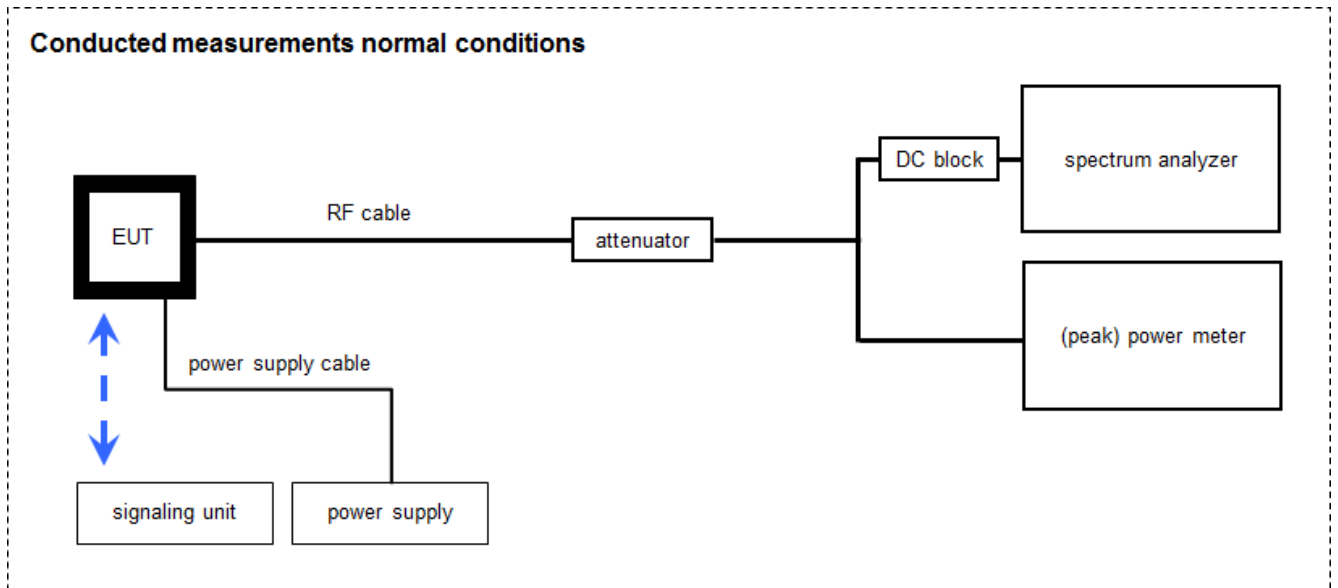 Conducted measurements normal conditions
DC block
spectrum analyzer
RF cable
EUT
attenuator
(peak) power meter
power supply cable
signaling unit
power supply